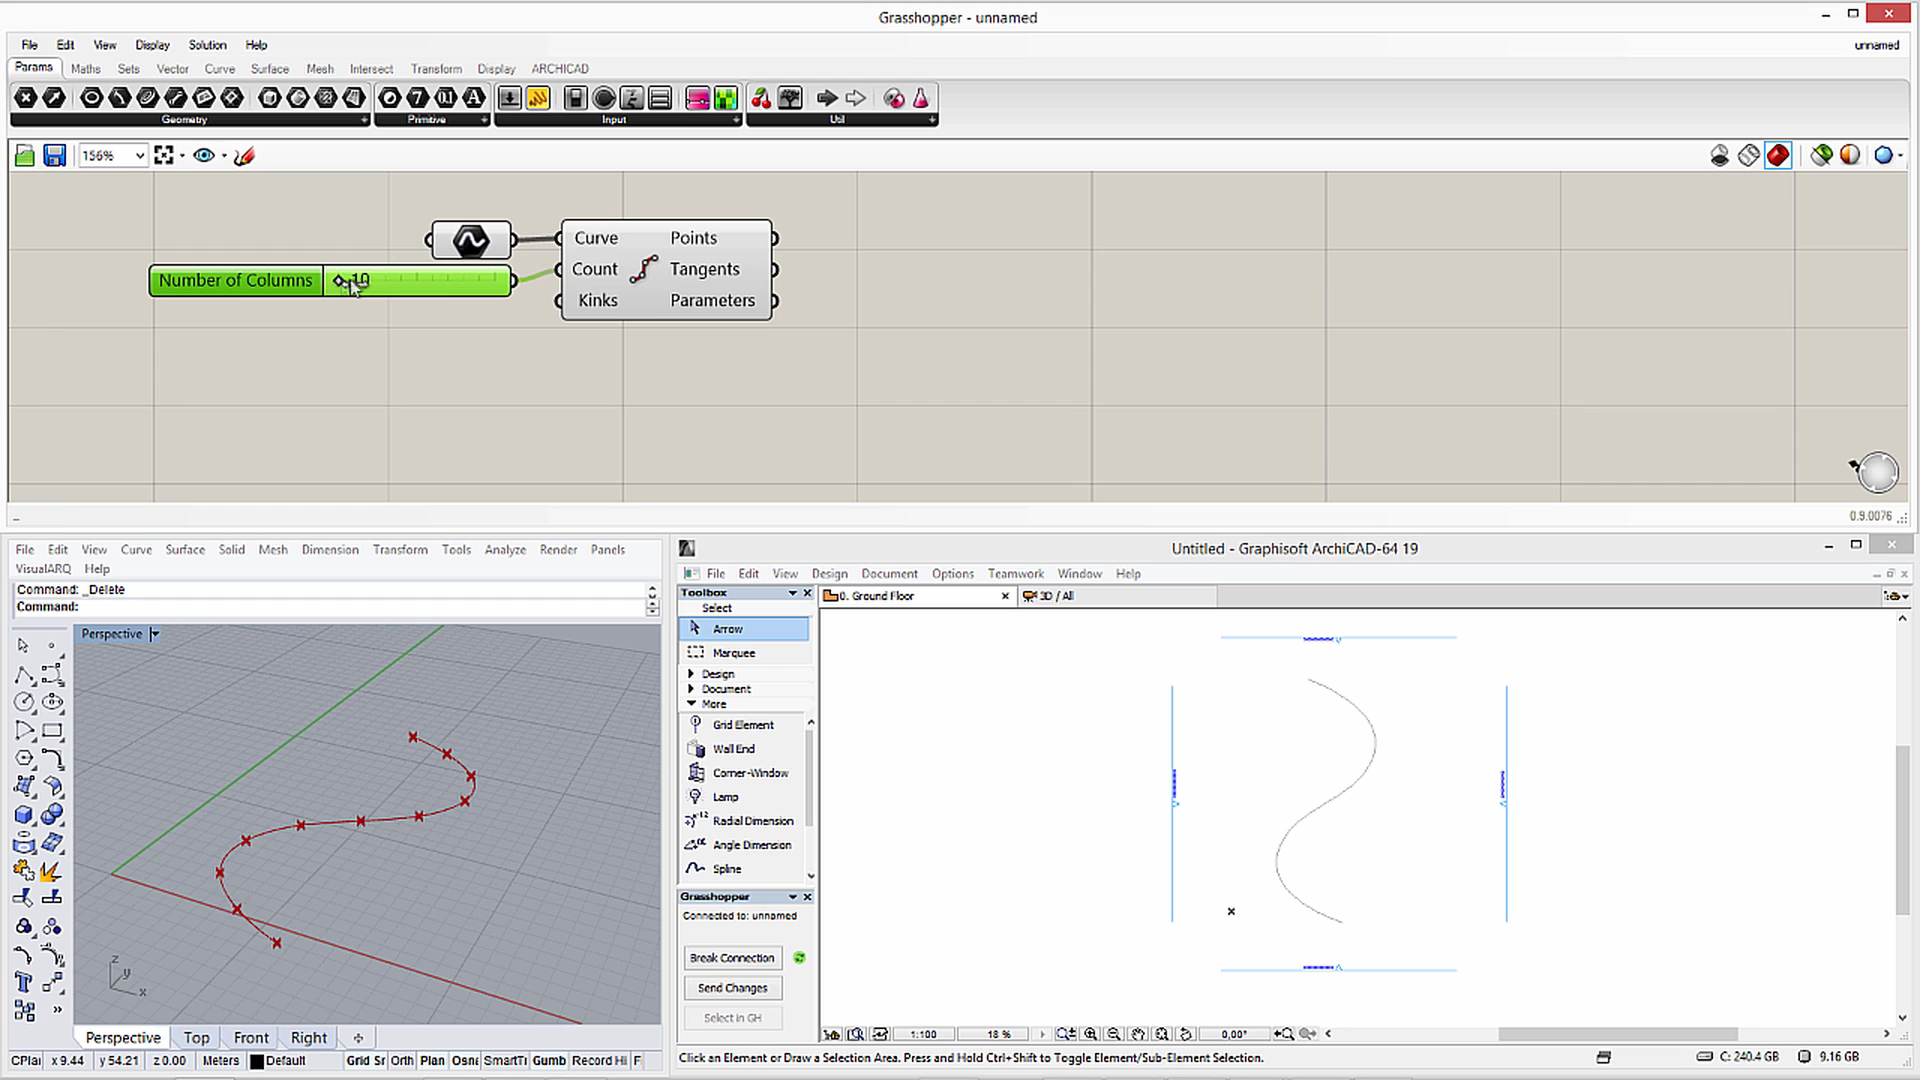 Grasshopper - unnamed
File Edit View Display Solution Help unnamed
Params Maths Sets Vector Curve Surface Mesh Intersect Transform Display ARCHICAD
Geometry Primitive Input Util
156%
Curve Points
Count Tangents
Kinks Parameters
Number of Columns 10
0.9.0076
File Edit View Curve Surface Solid Mesh Dimension Transform Tools Analyze Render Panels
VisualARQ Help
Command: _Delete
Command:
Perspective
z
y
x
Perspective Top Front Right
CPlai x 9.44 y 54.21 z 0.00 Meters Default Grid Sr Orth Plan Osna SmartTi Gumb Record Hi F
Untitled - Graphisoft ArchiCAD-64 19
File Edit View Design Document Options Teamwork Window Help
Toolbox
Select
Arrow
Marquee
Design
Document
More
Grid Element
Wall End
Corner-Window
Lamp
Radial Dimension
Angle Dimension
Spline
Grasshopper
Connected to: unnamed
Break Connection
Send Changes
Select in GH
0. Ground Floor
3D / All
1:100 18 % 0,00°
Click an Element or Draw a Selection Area. Press and Hold Ctrl+Shift to Toggle Element/Sub-Element Selection.
C: 240.4 GB 9.16 GB